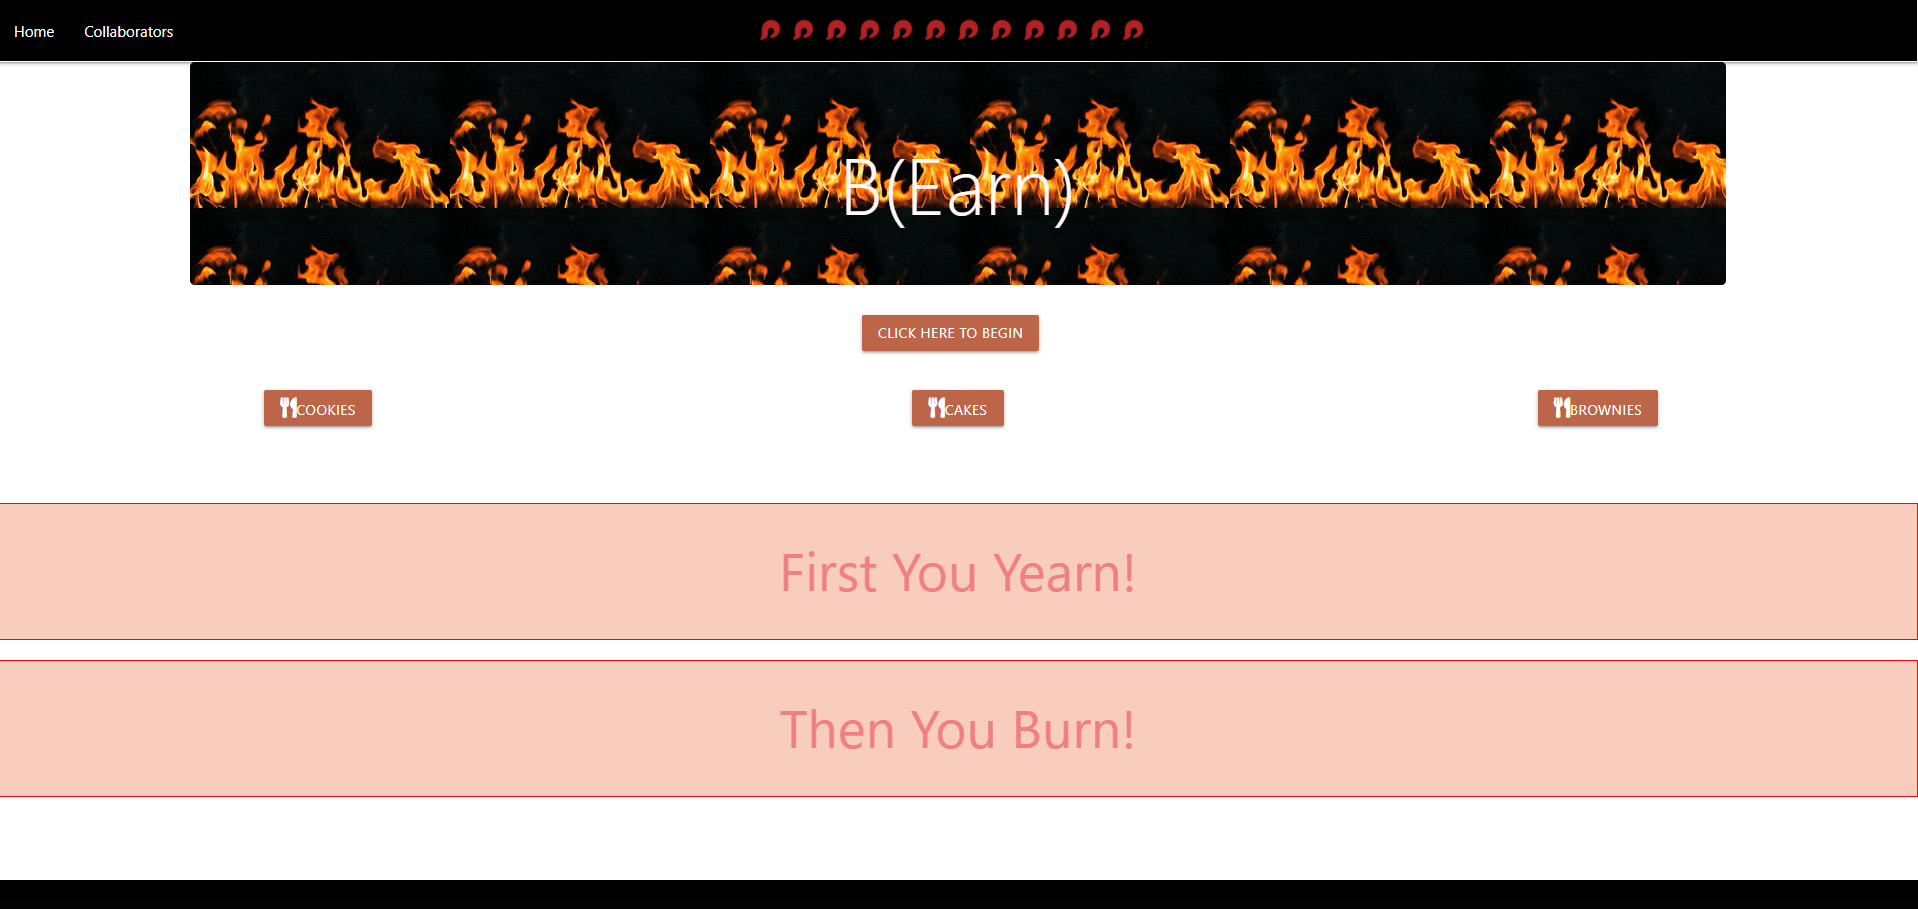 Home Collaborators
B(Earn)
CLICK HERE TO BEGIN
COOKIES CAKES BROWNIES
First You Yearn!
Then You Burn!